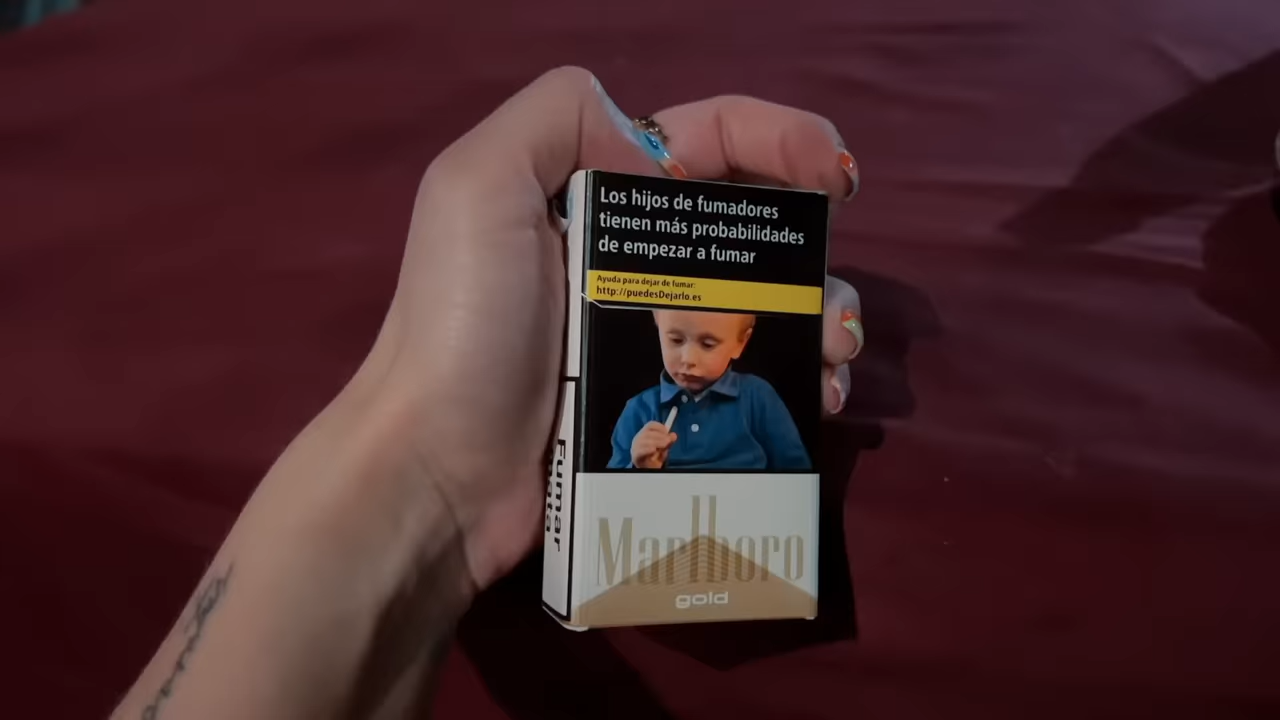 Los hijos de fumadores
tienen más probabilidades
de empezar a fumar
Ayuda para dejar de fumar:
http://puedesDejarlo.es
Fumar
mata
Marlboro
gold